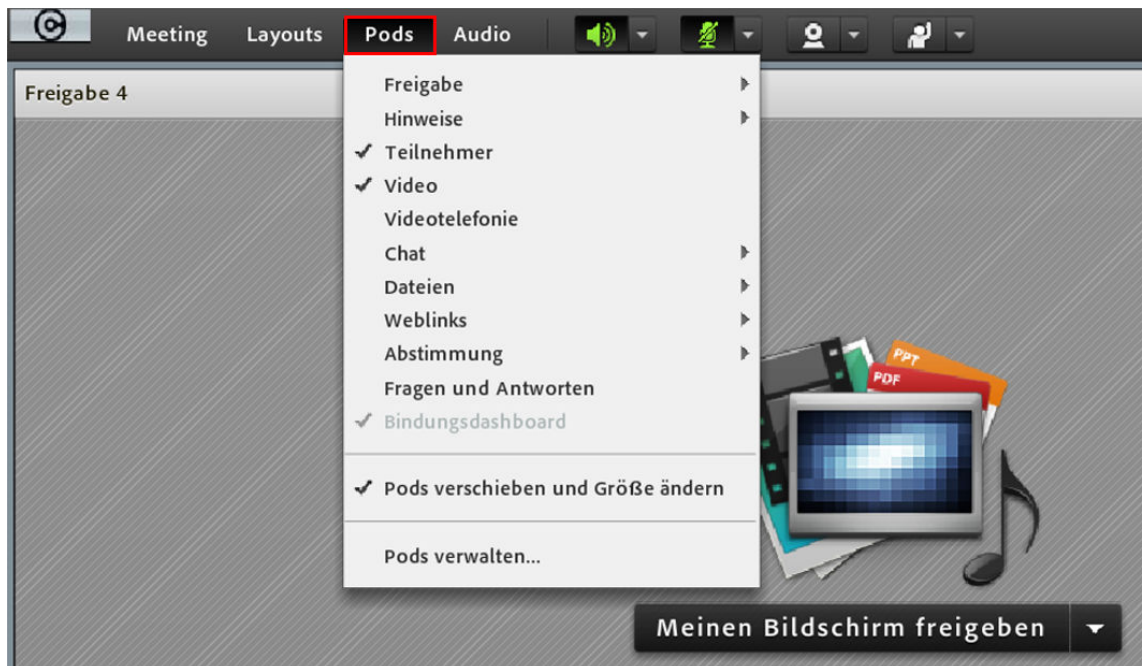 Meeting Layouts Pods Audio
Freigabe 4
Freigabe
Hinweise
Teilnehmer
Video
Videotelefonie
Chat
Dateien
Weblinks
Abstimmung
Fragen und Antworten
Bindungsdashboard
Pods verschieben und Größe ändern
Pods verwalten...
PPT
PDF
Meinen Bildschirm freigeben